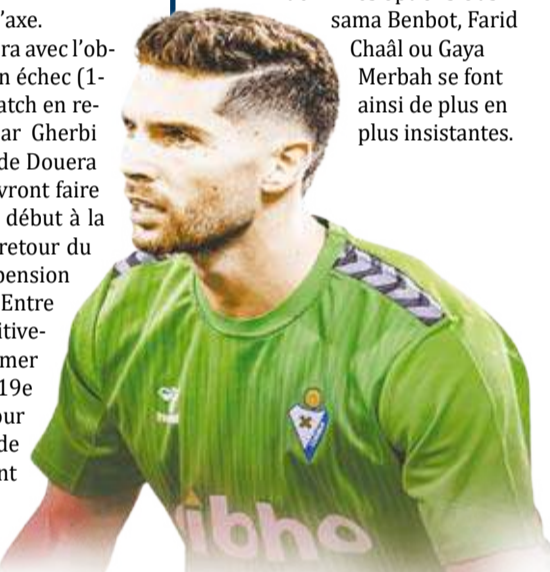 sama Benbot, Farid
Chaâl ou Gaya
Merbah se font
ainsi de plus en
plus insistantes.
’axe.
ra avec l’ob-
n échec (1-
atch en re-
ar Gherbi
de Douera
vront faire
début à la
retour du
pension
Entre
itive-
mer
19e
our
de
nt
ibho